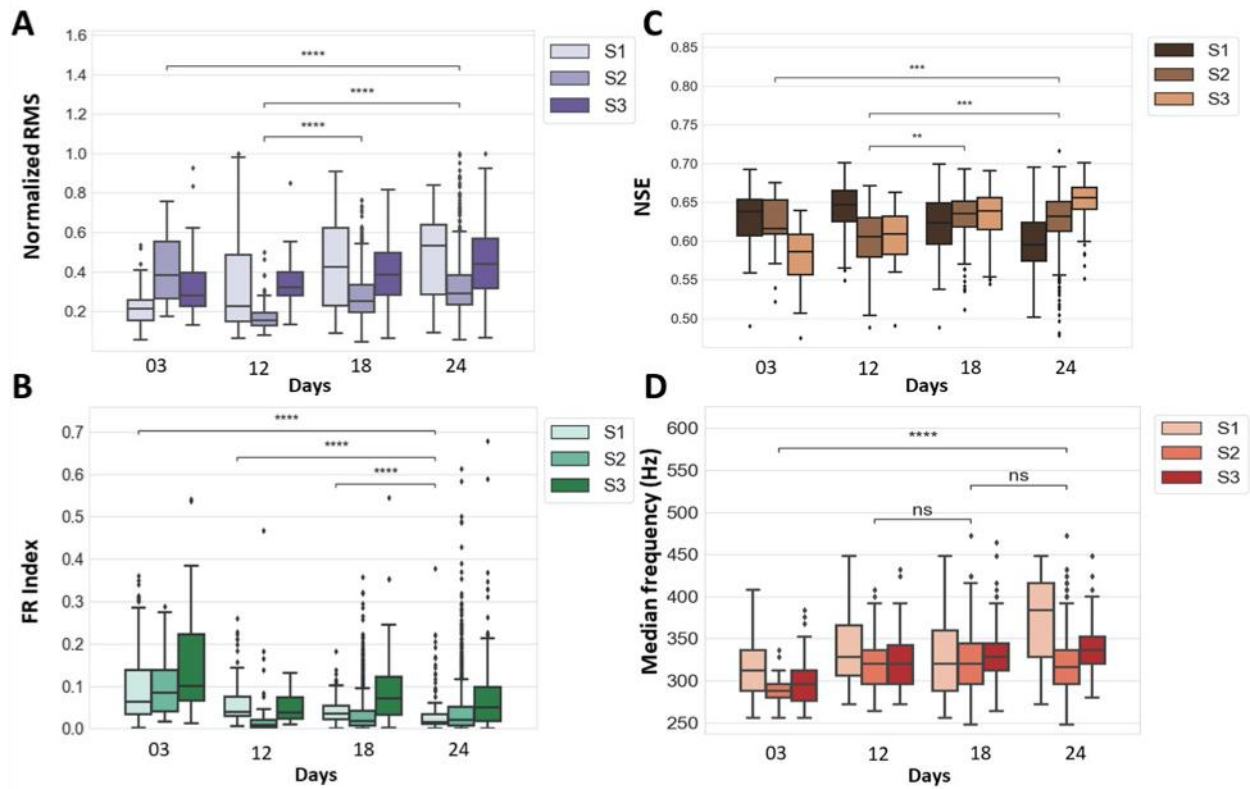 A
Normalized RMS
1.6
1.4
1.2
1.0
0.8
0.6
0.4
0.2
****
****
****
03 12 18 24
Days
S1
S2
S3
C
NSE
0.85
0.80
0.75
0.70
0.65
0.60
0.55
0.50
***
***
**
03 12 18 24
Days
S1
S2
S3
B
FR Index
0.7
0.6
0.5
0.4
0.3
0.2
0.1
0.0
****
****
****
03 12 18 24
Days
S1
S2
S3
D
Median frequency (Hz)
600
550
500
450
400
350
300
250
****
ns
ns
03 12 18 24
Days
S1
S2
S3